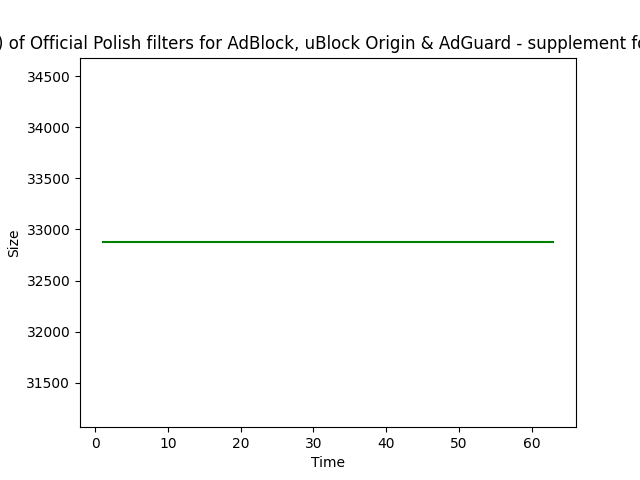 ) of Official Polish filters for AdBlock, uBlock Origin & AdGuard - supplement fo
34500
34000
33500
33000
32500
32000
31500
Size
0 10 20 30 40 50 60
Time